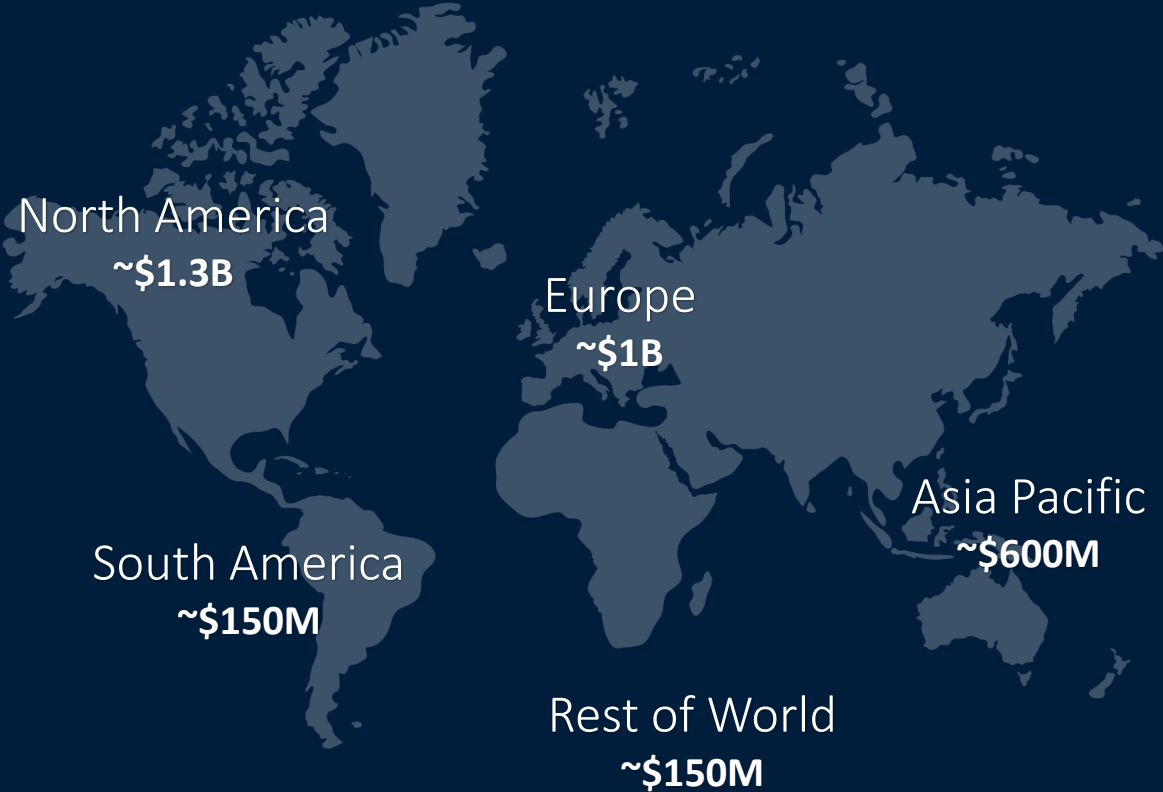 North America
~$1.3B
Europe
~$1B
Asia Pacific
~$600M
South America
~$150M
Rest of World
~$150M